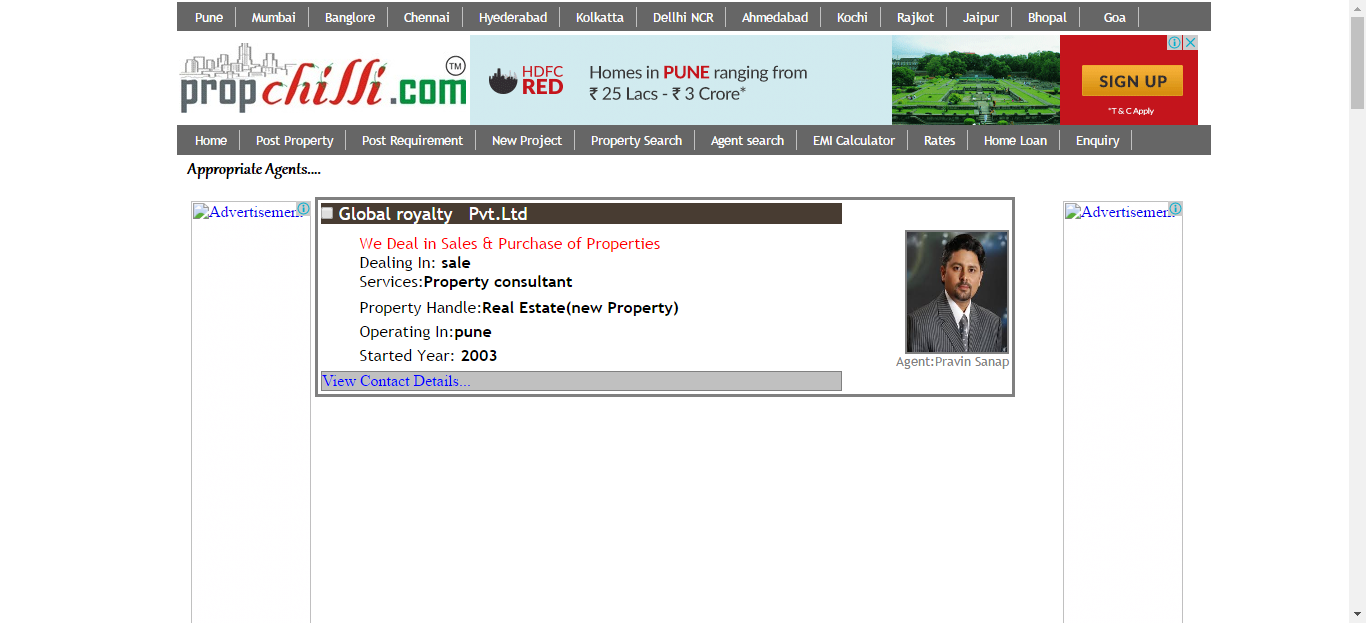 Pune Mumbai Banglore Chennai Hyederabad Kolkatta Dellhi NCR Ahmedabad Kochi Rajkot Jaipur Bhopal Goa
propchilli.com TM
HDFC RED
Homes in PUNE ranging from
₹ 25 Lacs - ₹ 3 Crore*
SIGN UP
*T & C Apply
Home Post Property Post Requirement New Project Property Search Agent search EMI Calculator Rates Home Loan Enquiry
Appropriate Agents....
Advertisement
Global royalty Pvt.Ltd
We Deal in Sales & Purchase of Properties
Dealing In: sale
Services:Property consultant
Property Handle:Real Estate(new Property)
Operating In:pune
Started Year: 2003
View Contact Details...
Agent:Pravin Sanap
Advertisement